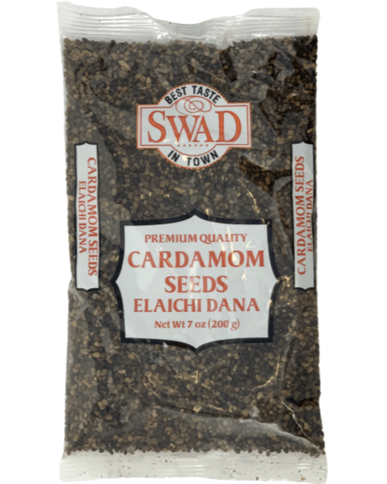 BEST TASTE
SWAD
IN TOWN
CARDAMOM SEEDS
ELAICHI DANA
PREMIUM QUALITY
CARDAMOM
SEEDS
ELAICHI DANA
Net Wt 7 oz (200 g)
CARDAMOM SEEDS
ELAICHI DANA